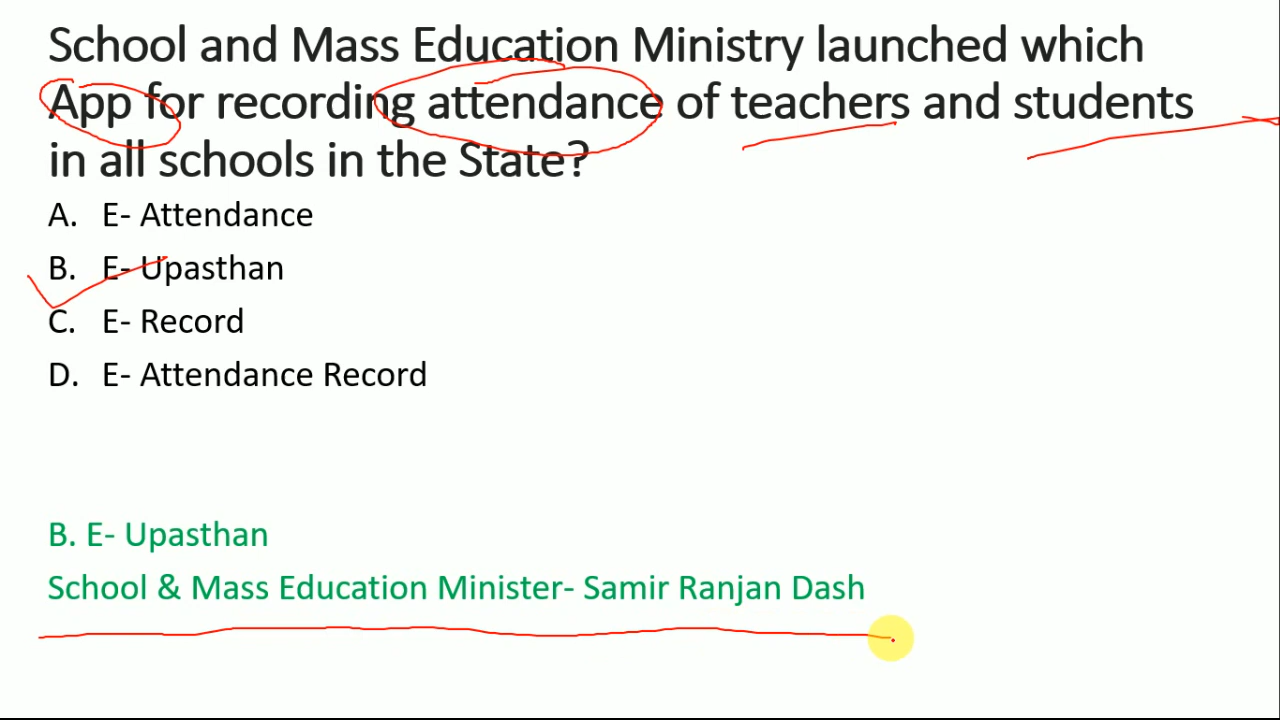 School and Mass Education Ministry launched which
App for recording attendance of teachers and students
in all schools in the State?
A. E- Attendance
B. E- Upasthan
C. E- Record
D. E- Attendance Record
B. E- Upasthan
School & Mass Education Minister- Samir Ranjan Dash